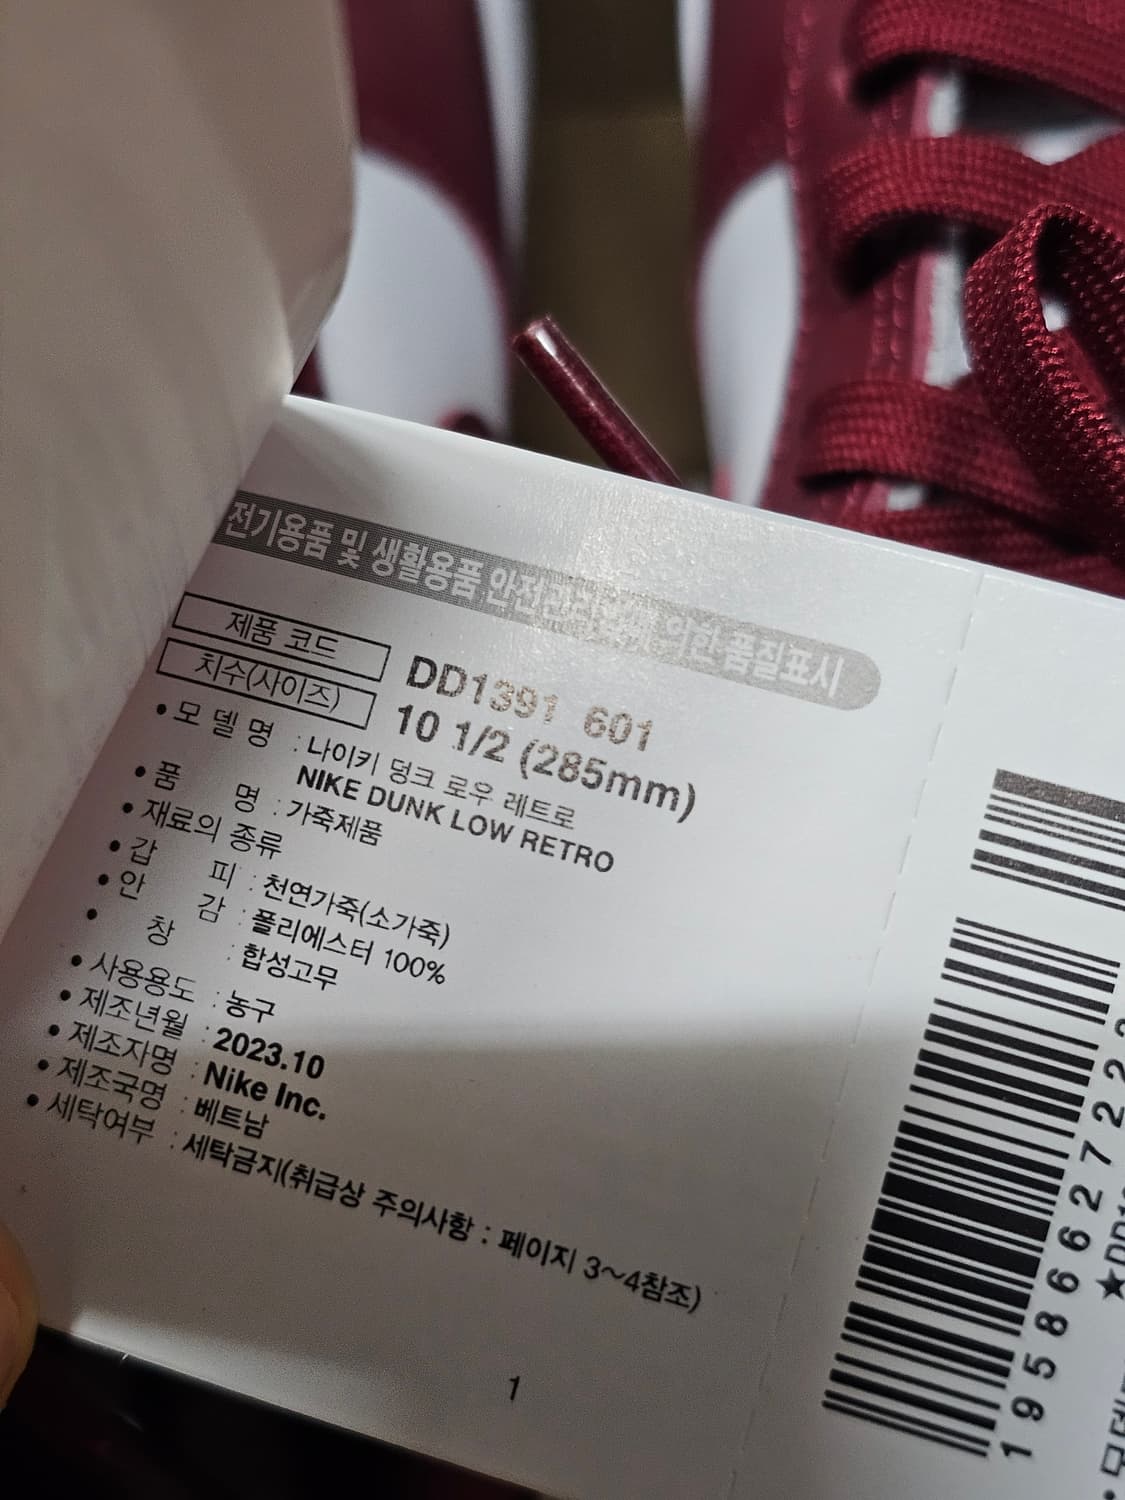 전기용품 및 생활용품 안전관리법에 의한 품질표시
제품 코드 DD1391 601
치수(사이즈) 10 1/2 (285mm)
• 모 델 명 : 나이키 덩크 로우 레트로
NIKE DUNK LOW RETRO
• 품 명 : 가죽제품
• 재료의 종류
• 갑 피 : 천연가죽(소가죽)
• 안 감 : 폴리에스터 100%
• 창 : 합성고무
• 사용용도 : 농구
• 제조년월 : 2023.10
• 제조자명 : Nike Inc.
• 제조국명 : 베트남
• 세탁여부 : 세탁금지(취급상 주의사항 : 페이지 3~4참조)
1
1958662722
★DD1